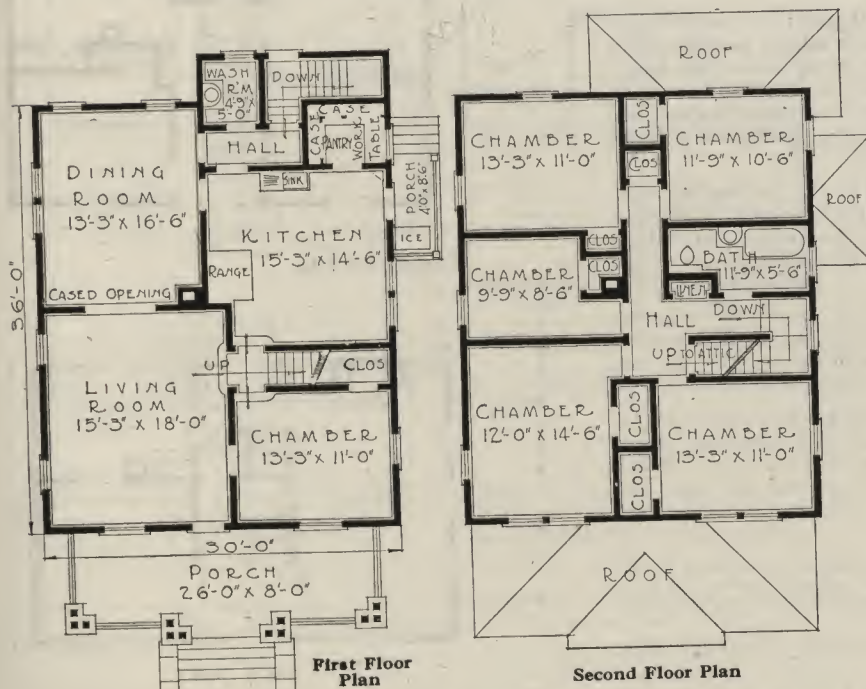 WASH
R'M
4'-9" X
5'-0"
DOWN
CASE
CASE
PANTRY
WORK
TABLE
HALL
DINING
ROOM
13'-3" X 16'-6"
SINK
KITCHEN
15'-3" X 14'-6"
RANGE
PORCH
4'0" X 8'-6"
ICE
CASED OPENING
36'-0"
UP
CLOS
LIVING
ROOM
15'-3" X 18'-0"
CHAMBER
13'-3" X 11'-0"
30'-0"
PORCH
26'-0" X 8'-0"
First Floor
Plan
ROOF
CHAMBER
13'-3" X 11'-0"
CLOS
CLOS
CHAMBER
11'-9" X 10'-6"
ROOF
CLOS
CLOS
CHAMBER
9'-9" X 8'-6"
BATH
11'-9" X 5'-6"
LINEN
HALL
DOWN
UP TO ATTIC
CHAMBER
12'-0" X 14'-6"
CLOS
CLOS
CHAMBER
13'-3" X 11'-0"
ROOF
Second Floor Plan